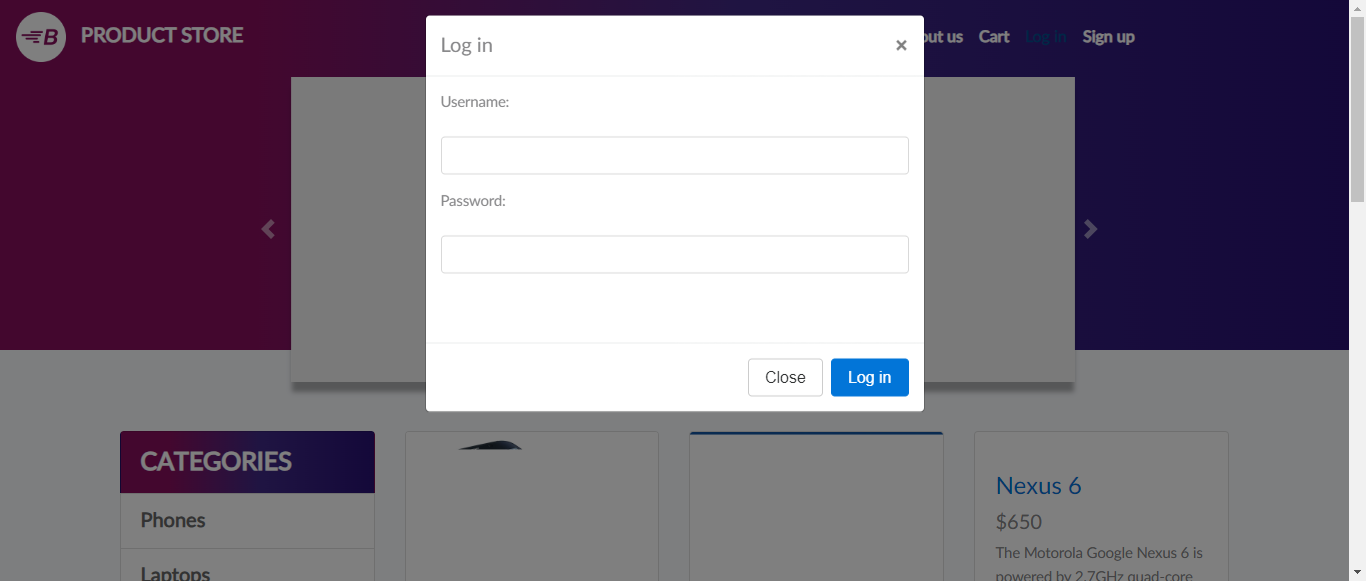 B PRODUCT STORE
out us Cart Log in Sign up
Log in ×
Username:
Password:
Close Log in
CATEGORIES
Phones
Laptops
Nexus 6
$650
The Motorola Google Nexus 6 is
powered by 2.7GHz quad-core